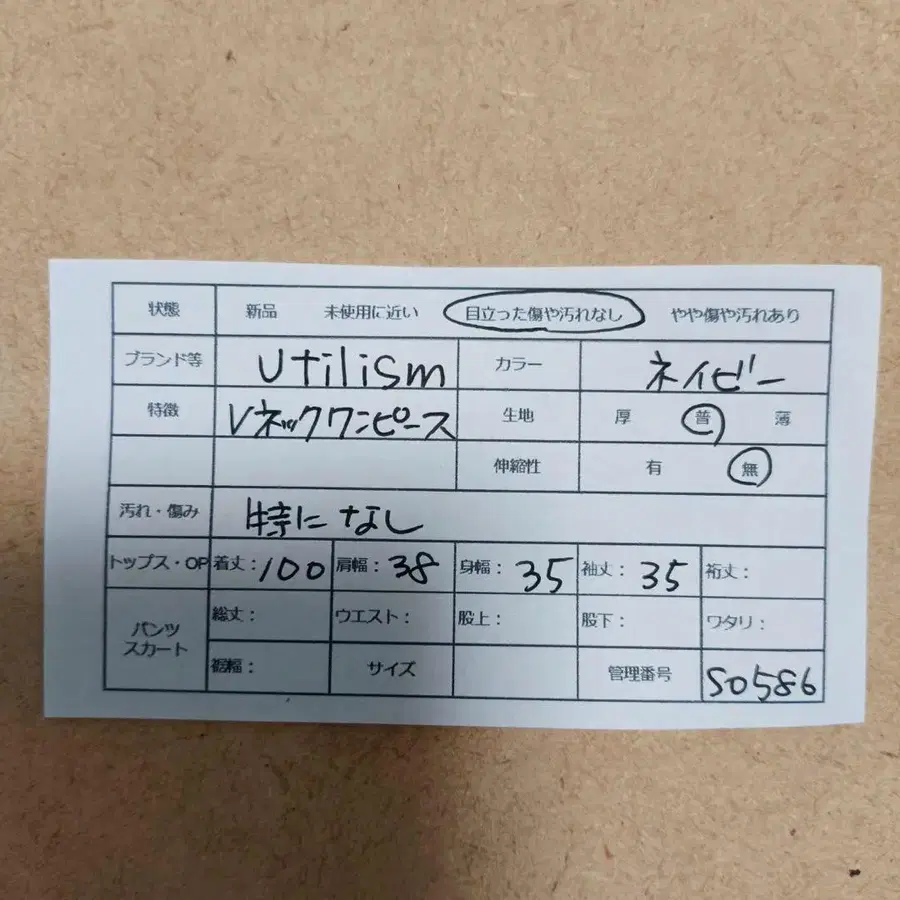 状態 新品 未使用に近い 目立った傷や汚れなし やや傷や汚れあり
ブランド等 utilism カラー ネイビー
特徴 Vネックワンピース 生地 厚 普 薄
伸縮性 有 無
汚れ・傷み 特になし
トップス・OP 着丈：100 肩幅：38 身幅：35 袖丈：35 裄丈：
パンツ スカート 総丈： ウエスト： 股上： 股下： ワタリ：
裾幅： サイズ 管理番号 S0586